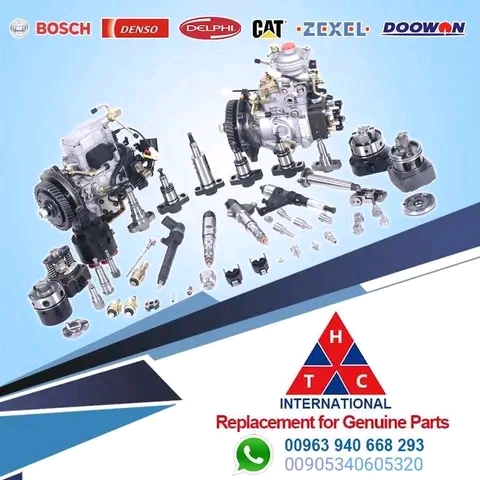 BOSCH DENSO DELPHI CAT ZEXEL DOOWON
H
T C
INTERNATIONAL
Replacement for Genuine Parts
00963 940 668 293
00905340605320